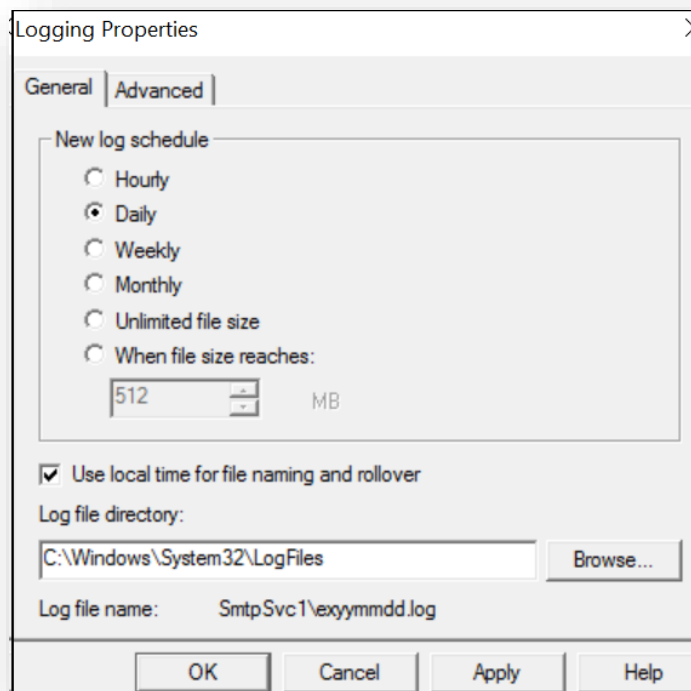 Logging Properties
General Advanced
New log schedule
Hourly
Daily
Weekly
Monthly
Unlimited file size
When file size reaches:
512 MB
Use local time for file naming and rollover
Log file directory:
C:\Windows\System32\LogFiles Browse...
Log file name: SmtpSvc1\exyymmdd.log
OK Cancel Apply Help